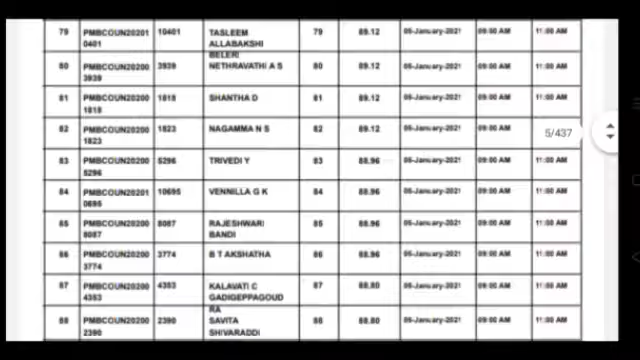 79 PMBCOUN20201 10401 TASLEEM 79 89.12 05-January-2021 09:00 AM 11:00 AM
0401 ALLABAKSHI
BELERI
80 PMBCOUN20200 3939 NETHRAVATHI A S 80 89.12 05-January-2021 09:00 AM 11:00 AM
3939
81 PMBCOUN20200 1818 SHANTHA D 81 89.12 05-January-2021 09:00 AM 11:00 AM
1818
82 PMBCOUN20200 1823 NAGAMMA N S 82 89.12 05-January-2021 09:00 AM 11:00 AM
1823
5/437
83 PMBCOUN20200 5296 TRIVEDI Y 83 88.96 05-January-2021 09:00 AM 11:00 AM
5296
84 PMBCOUN20201 10695 VENNILLA G K 84 88.96 05-January-2021 09:00 AM 11:00 AM
0695
85 PMBCOUN20200 8087 RAJESHWARI 85 88.96 05-January-2021 09:00 AM 11:00 AM
8087 BANDI
86 PMBCOUN20200 3774 B T AKSHATHA 86 88.96 05-January-2021 09:00 AM 11:00 AM
3774
87 PMBCOUN20200 4383 KALAVATI C 87 88.80 05-January-2021 09:00 AM 11:00 AM
4383 GADIGEPPAGOUD
RA
88 PMBCOUN20200 2390 SAVITA 88 88.80 05-January-2021 09:00 AM 11:00 AM
2390 SHIVARADDI